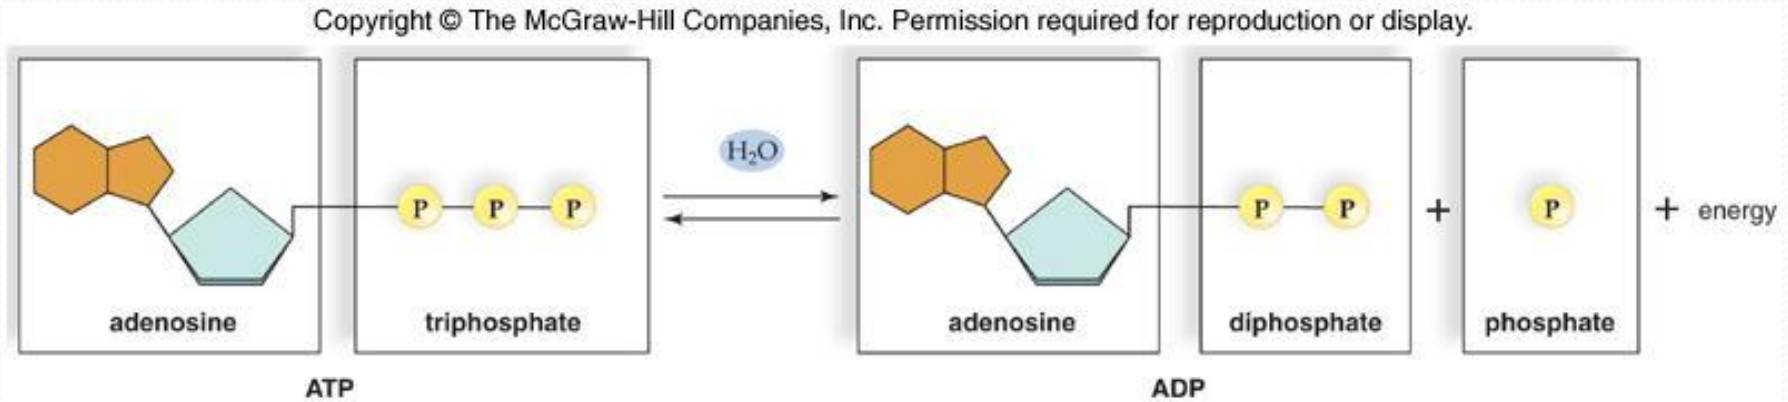 Copyright © The McGraw-Hill Companies, Inc. Permission required for reproduction or display.
H₂O
P P P P P + P + energy
adenosine triphosphate adenosine diphosphate phosphate
ATP ADP